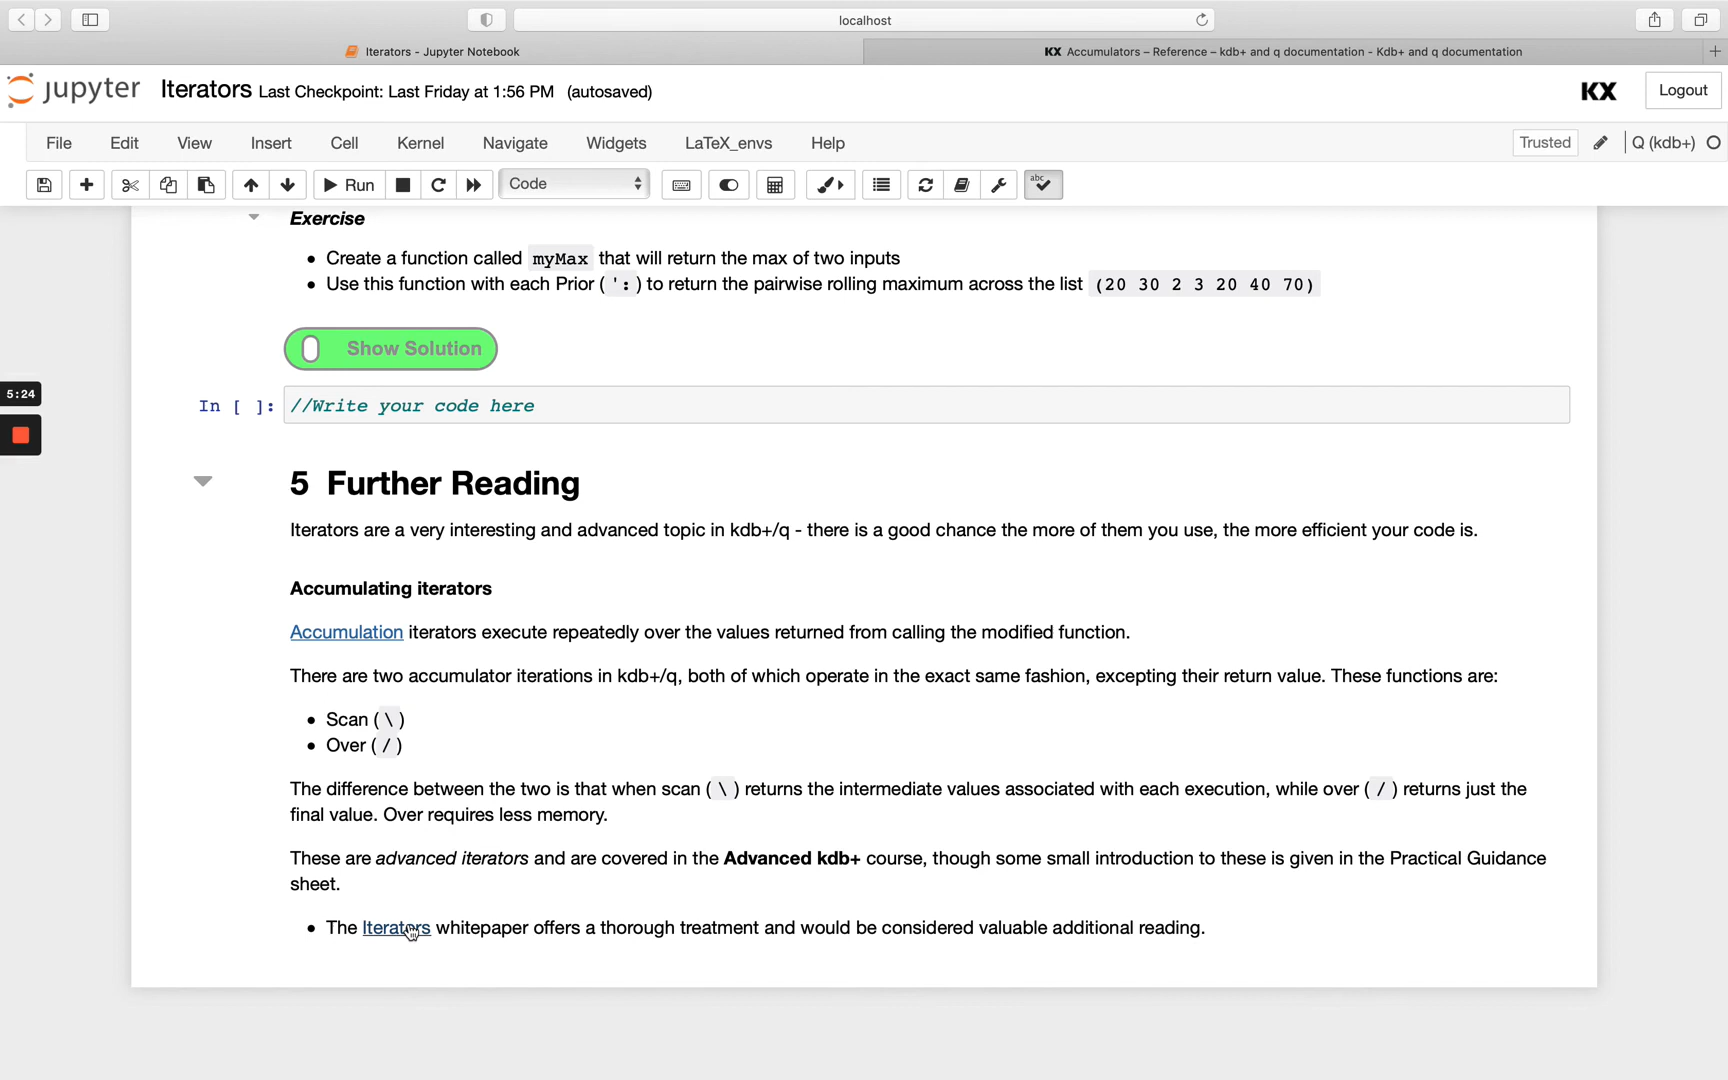 localhost
Iterators - Jupyter Notebook
KX Accumulators – Reference – kdb+ and q documentation - Kdb+ and q documentation
jupyter Iterators Last Checkpoint: Last Friday at 1:56 PM (autosaved)
KX Logout
File Edit View Insert Cell Kernel Navigate Widgets LaTeX_envs Help
Trusted Q (kdb+)
Run Code abc
Exercise
• Create a function called myMax that will return the max of two inputs
• Use this function with each Prior ( ': ) to return the pairwise rolling maximum across the list (20 30 2 3 20 40 70)
Show Solution
5:24
In [ ]: //Write your code here
5 Further Reading
Iterators are a very interesting and advanced topic in kdb+/q - there is a good chance the more of them you use, the more efficient your code is.
Accumulating iterators
Accumulation iterators execute repeatedly over the values returned from calling the modified function.
There are two accumulator iterations in kdb+/q, both of which operate in the exact same fashion, excepting their return value. These functions are:
• Scan ( \ )
• Over ( / )
The difference between the two is that when scan ( \ ) returns the intermediate values associated with each execution, while over ( / ) returns just the
final value. Over requires less memory.
These are advanced iterators and are covered in the Advanced kdb+ course, though some small introduction to these is given in the Practical Guidance
sheet.
• The Iterators whitepaper offers a thorough treatment and would be considered valuable additional reading.